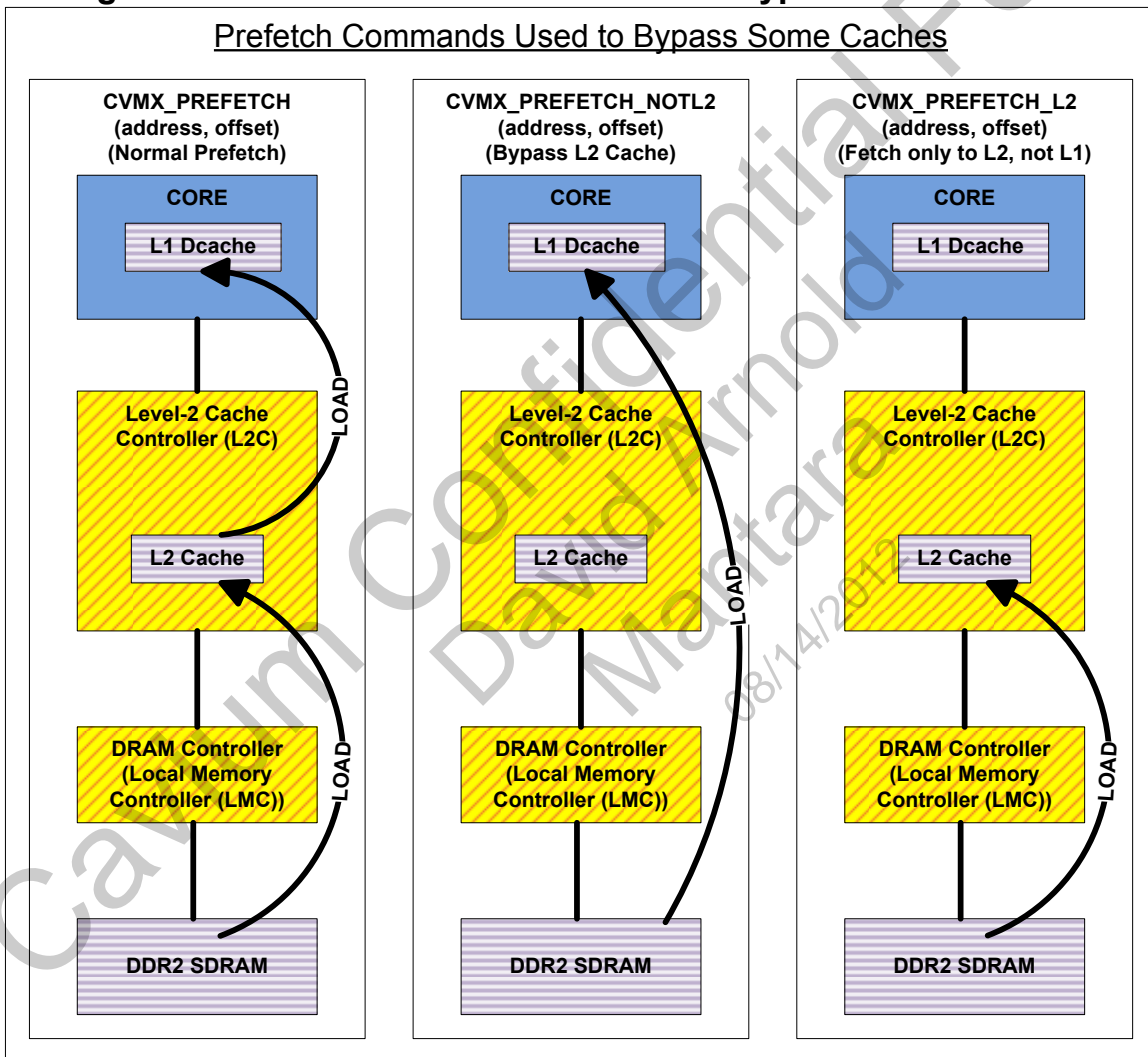 Prefetch Commands Used to Bypass Some Caches
CVMX_PREFETCH
(address, offset)
(Normal Prefetch)
CORE
L1 Dcache
LOAD
Level-2 Cache
Controller (L2C)
L2 Cache
LOAD
DRAM Controller
(Local Memory
Controller (LMC))
DDR2 SDRAM
CVMX_PREFETCH_NOTL2
(address, offset)
(Bypass L2 Cache)
CORE
L1 Dcache
Level-2 Cache
Controller (L2C)
L2 Cache
LOAD
DRAM Controller
(Local Memory
Controller (LMC))
DDR2 SDRAM
CVMX_PREFETCH_L2
(address, offset)
(Fetch only to L2, not L1)
CORE
L1 Dcache
Level-2 Cache
Controller (L2C)
L2 Cache
LOAD
DRAM Controller
(Local Memory
Controller (LMC))
DDR2 SDRAM
Cavium Confidential
David Arnold
Mantara
08/14/2012